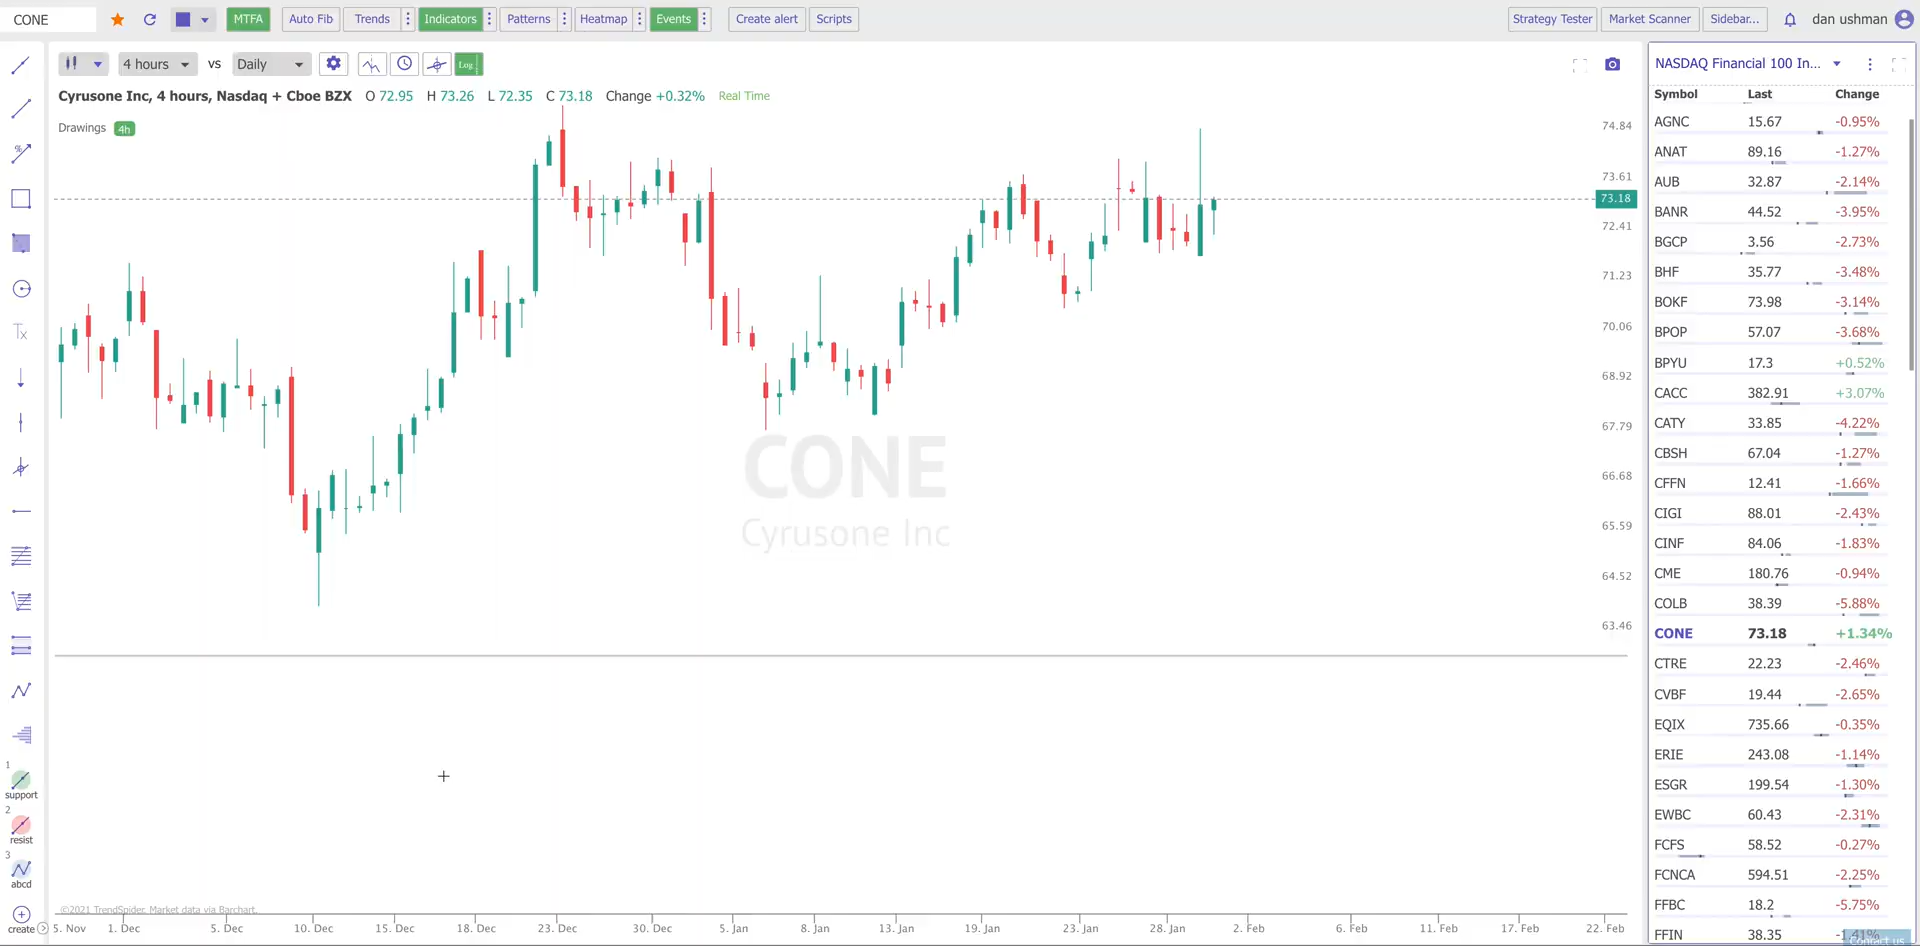 CONE MTFA Auto Fib Trends Indicators Patterns Heatmap Events Create alert Scripts Strategy Tester Market Scanner Sidebar... dan ushman
4 hours vs Daily Log
Cyrusone Inc, 4 hours, Nasdaq + Cboe BZX O 72.95 H 73.26 L 72.35 C 73.18 Change +0.32% Real Time
Drawings 4h
74.84
73.61
73.18
72.41
71.23
70.06
68.92
67.79
66.68
65.59
64.52
63.46
CONE
Cyrusone Inc
%
Tx
1
support
2
resist
3
abcd
create
©2021 TrendSpider. Market data via Barchart.
5. Nov 1. Dec 5. Dec 10. Dec 15. Dec 18. Dec 23. Dec 30. Dec 5. Jan 8. Jan 13. Jan 19. Jan 23. Jan 28. Jan 2. Feb 6. Feb 11. Feb 17. Feb 22. Feb
NASDAQ Financial 100 In...
Symbol Last Change
AGNC 15.67 -0.95%
ANAT 89.16 -1.27%
AUB 32.87 -2.14%
BANR 44.52 -3.95%
BGCP 3.56 -2.73%
BHF 35.77 -3.48%
BOKF 73.98 -3.14%
BPOP 57.07 -3.68%
BPYU 17.3 +0.52%
CACC 382.91 +3.07%
CATY 33.85 -4.22%
CBSH 67.04 -1.27%
CFFN 12.41 -1.66%
CIGI 88.01 -2.43%
CINF 84.06 -1.83%
CME 180.76 -0.94%
COLB 38.39 -5.88%
CONE 73.18 +1.34%
CTRE 22.23 -2.46%
CVBF 19.44 -2.65%
EQIX 735.66 -0.35%
ERIE 243.08 -1.14%
ESGR 199.54 -1.30%
EWBC 60.43 -2.31%
FCFS 58.52 -0.27%
FCNCA 594.51 -2.25%
FFBC 18.2 -5.75%
FFIN 38.35 -1.41%
Contact us